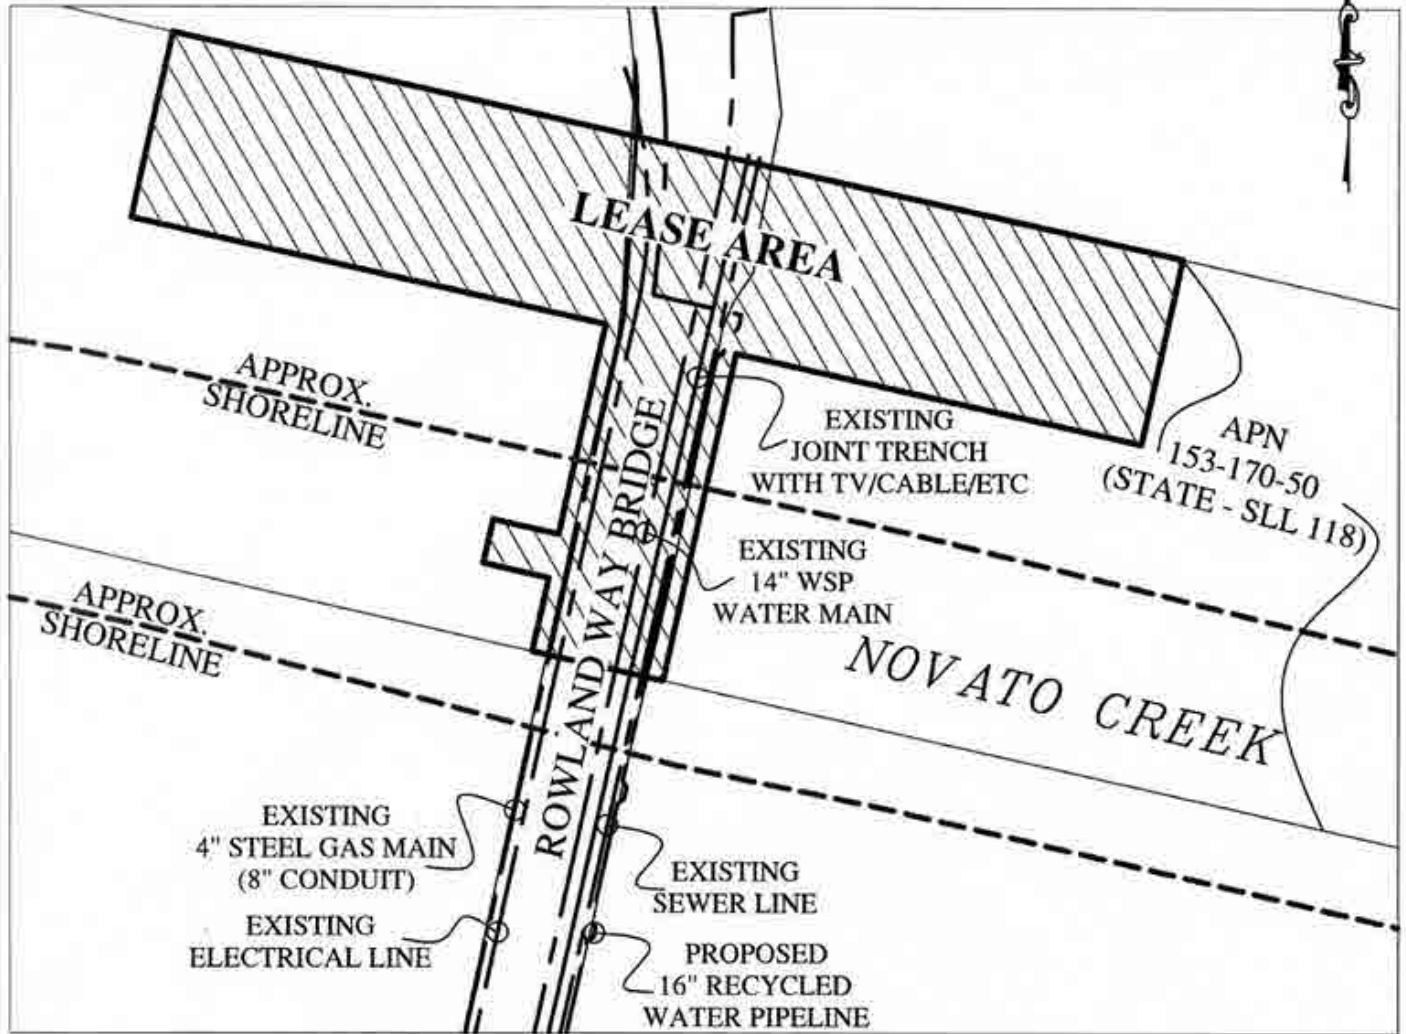 LEASE AREA
APPROX.
SHORELINE
EXISTING
JOINT TRENCH
WITH TV/CABLE/ETC
APN
153-170-50
(STATE - SLL 118)
ROWLAND WAY BRIDGE
EXISTING
14" WSP
WATER MAIN
APPROX.
SHORELINE
NOVATO CREEK
EXISTING
4" STEEL GAS MAIN
(8" CONDUIT)
EXISTING
SEWER LINE
EXISTING
ELECTRICAL LINE
PROPOSED
16" RECYCLED
WATER PIPELINE